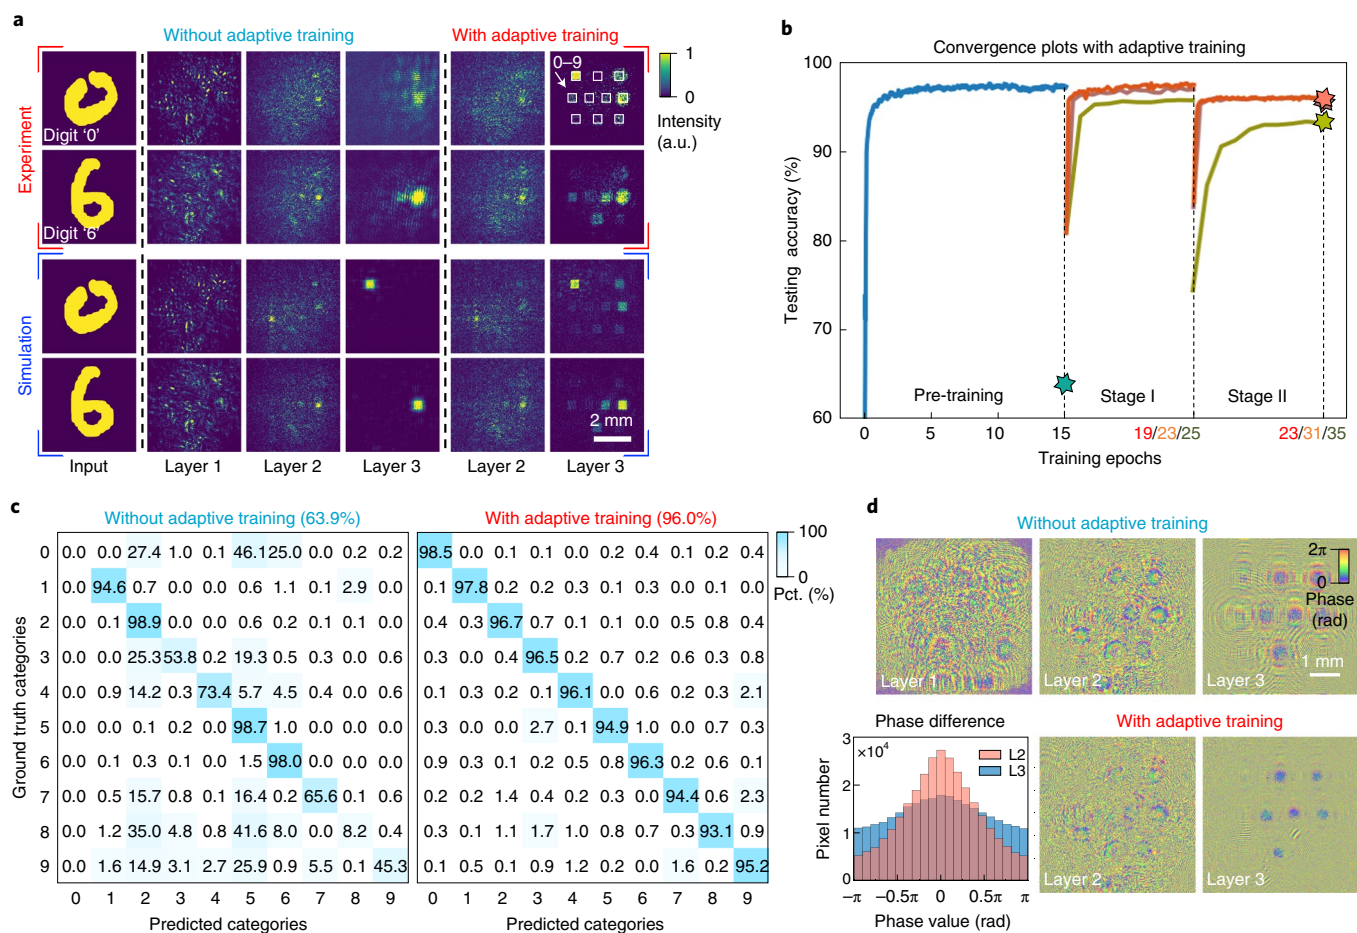 a
Without adaptive training
With adaptive training
Experiment
Digit '0'
Digit '6'
0–9
1
0
Intensity
(a.u.)
Simulation
2 mm
Input
Layer 1
Layer 2
Layer 3
Layer 2
Layer 3
b
Convergence plots with adaptive training
Testing accuracy (%)
100
90
80
70
60
Pre-training
Stage I
Stage II
0
5
10
15
19/23/25
23/31/35
Training epochs
c
Without adaptive training (63.9%)
Ground truth categories
0 0.0 0.0 27.4 1.0 0.1 46.1 25.0 0.0 0.2 0.2
1 0.0 94.6 0.7 0.0 0.0 0.6 1.1 0.1 2.9 0.0
2 0.0 0.1 98.9 0.0 0.0 0.6 0.2 0.1 0.1 0.0
3 0.0 0.0 25.3 53.8 0.2 19.3 0.5 0.3 0.0 0.6
4 0.0 0.9 14.2 0.3 73.4 5.7 4.5 0.4 0.0 0.6
5 0.0 0.0 0.1 0.2 0.0 98.7 1.0 0.0 0.0 0.0
6 0.0 0.1 0.3 0.1 0.0 1.5 98.0 0.0 0.0 0.0
7 0.0 0.0 15.7 0.8 0.1 16.4 0.2 65.6 0.1 0.6
8 0.0 1.2 35.0 4.8 0.8 41.6 8.0 0.0 8.2 0.4
9 0.0 1.6 14.9 3.1 2.7 25.9 0.9 5.5 0.1 45.3
0 1 2 3 4 5 6 7 8 9
Predicted categories
With adaptive training (96.0%)
98.5 0.0 0.1 0.1 0.0 0.2 0.4 0.1 0.2 0.4
0.1 97.8 0.2 0.2 0.3 0.1 0.1 0.0 0.8 0.4
0.4 0.3 96.7 0.7 0.1 0.1 0.0 0.5 0.8 0.4
0.3 0.0 0.4 96.5 0.2 0.7 0.2 0.6 0.3 0.8
0.1 0.3 0.2 0.1 96.1 0.0 0.6 0.2 0.3 2.1
0.3 0.0 0.0 2.7 0.1 94.9 1.0 0.0 0.7 0.3
0.9 0.3 0.1 0.0 0.5 0.9 96.3 0.2 0.6 0.1
0.2 0.2 1.4 0.4 0.2 0.3 0.0 94.4 0.6 2.3
0.3 0.1 1.1 1.7 1.0 0.8 0.7 0.3 93.1 0.9
0.1 0.5 0.1 0.9 1.2 0.2 0.0 1.6 0.2 95.2
0 1 2 3 4 5 6 7 8 9
Predicted categories
100
0
Pct. (%)
d
Without adaptive training
Layer 1
Layer 2
Layer 3
2π
0
Phase
(rad)
1 mm
Phase difference
With adaptive training
Pixel number
3
×10⁴
2
1
0
L2
L3
−π
−0.5π
0
0.5π
π
Phase value (rad)
Layer 2
Layer 3